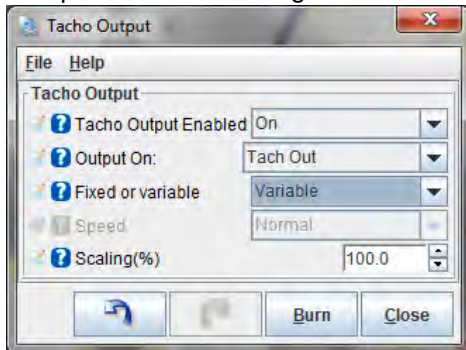 Tacho Output
File Help
Tacho Output
Tacho Output Enabled On
Output On: Tach Out
Fixed or variable Variable
Speed Normal
Scaling(%) 100.0
Burn Close